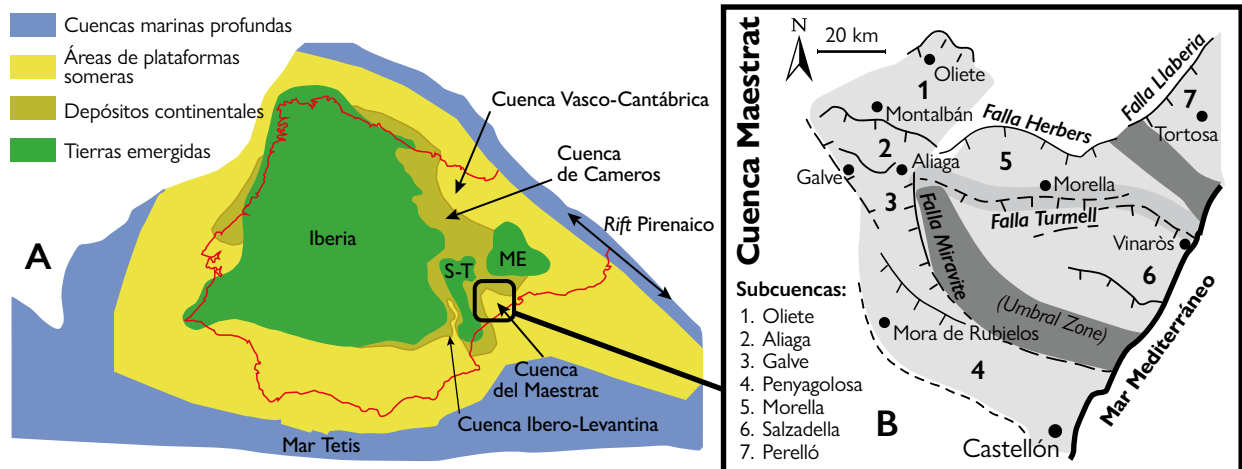 Cuencas marinas profundas
Áreas de plataformas
someras
Depósitos continentales
Tierras emergidas
A
Cuenca Vasco-Cantábrica
Cuenca
de Cameros
Rift Pirenaico
Iberia
S-T
ME
Cuenca
del Maestrat
Cuenca Ibero-Levantina
Mar Tetis
Cuenca Maestrat
N
20 km
Oliete
1
Montalbán
2
Galve
Aliaga
3
Falla Herbers
Falla Llaberia
7
Tortosa
5
Morella
Falla Turmell
Falla Miravite
Vinaròs
6
(Umbral Zone)
Mora de Rubielos
4
Mar Mediterráneo
Castellón
B
Subcuencas:
1. Oliete
2. Aliaga
3. Galve
4. Penyagolosa
5. Morella
6. Salzadella
7. Perelló